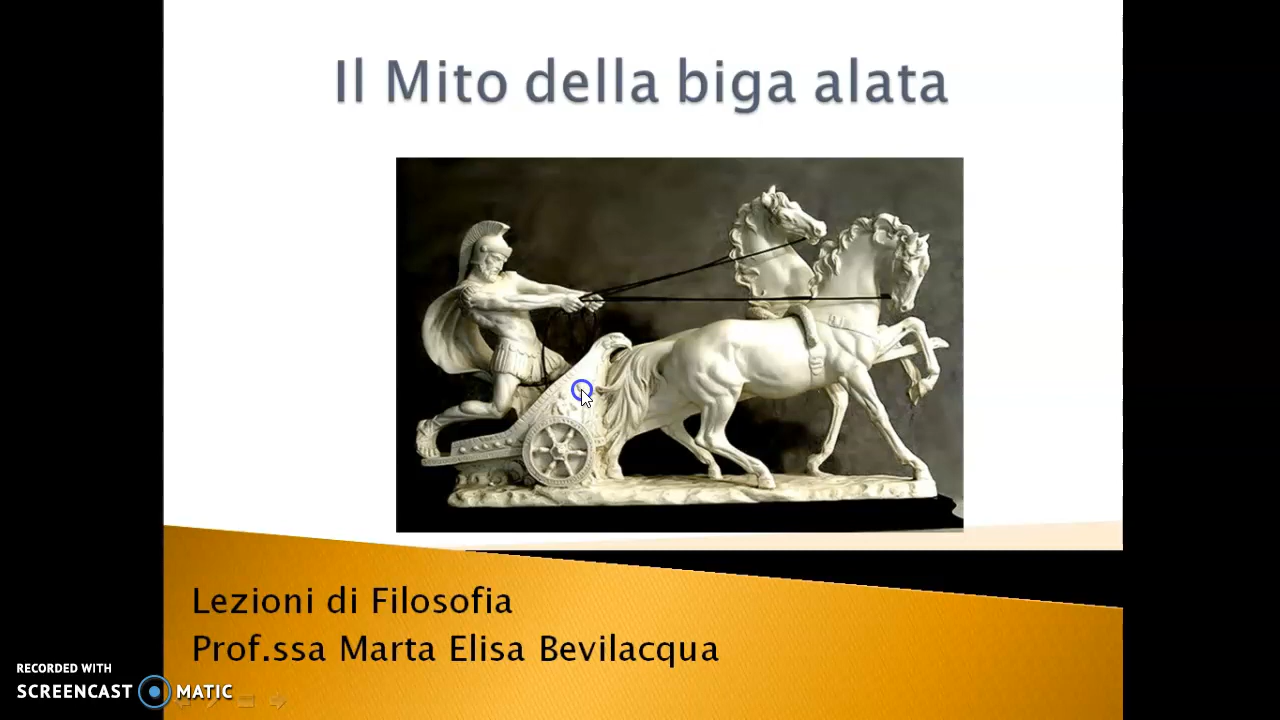 Il Mito della biga alata
Lezioni di Filosofia
Prof.ssa Marta Elisa Bevilacqua
RECORDED WITH
SCREENCAST MATIC